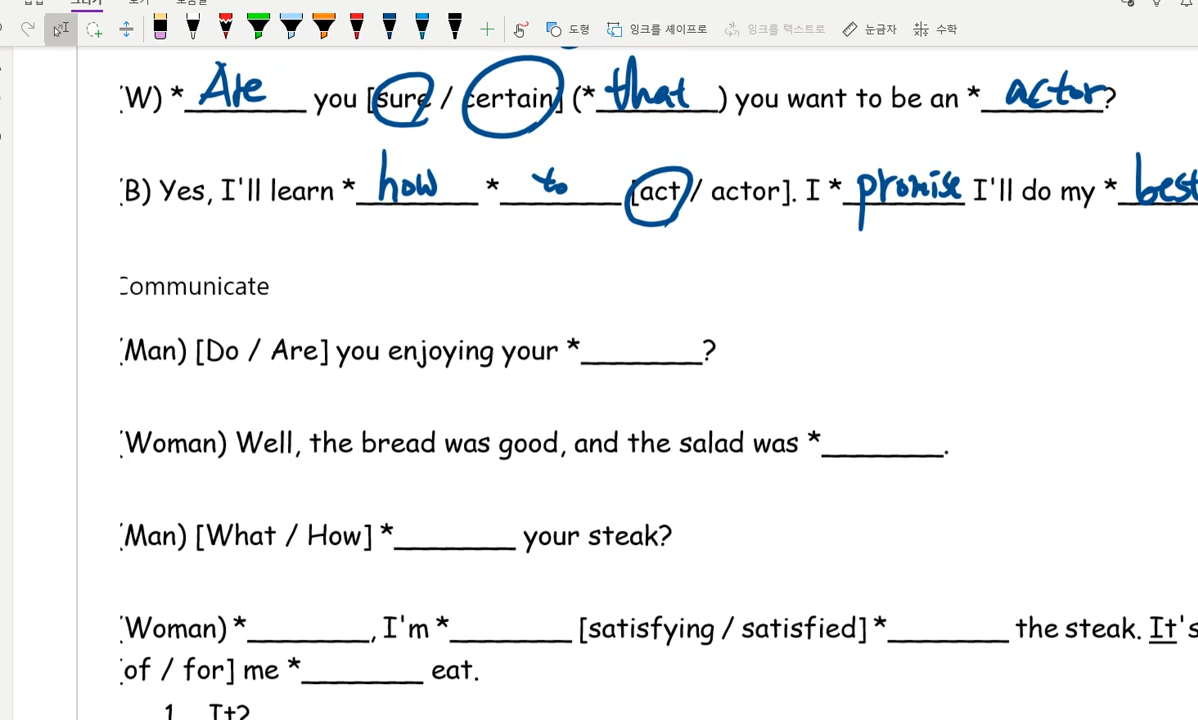 도형 잉크를 셰이프로 잉크를 텍스트로 눈금자 수학
(W) * Are you [sure / certain] (* that ) you want to be an * actor?
(B) Yes, I'll learn * how * to [act / actor]. I * promise I'll do my * best
Communicate
(Man) [Do / Are] you enjoying your *________?
(Woman) Well, the bread was good, and the salad was *________.
(Man) [What / How] *________ your steak?
(Woman) *________, I'm *________ [satisfying / satisfied] *________ the steak. It's
[of / for] me *________ eat.
1. It?